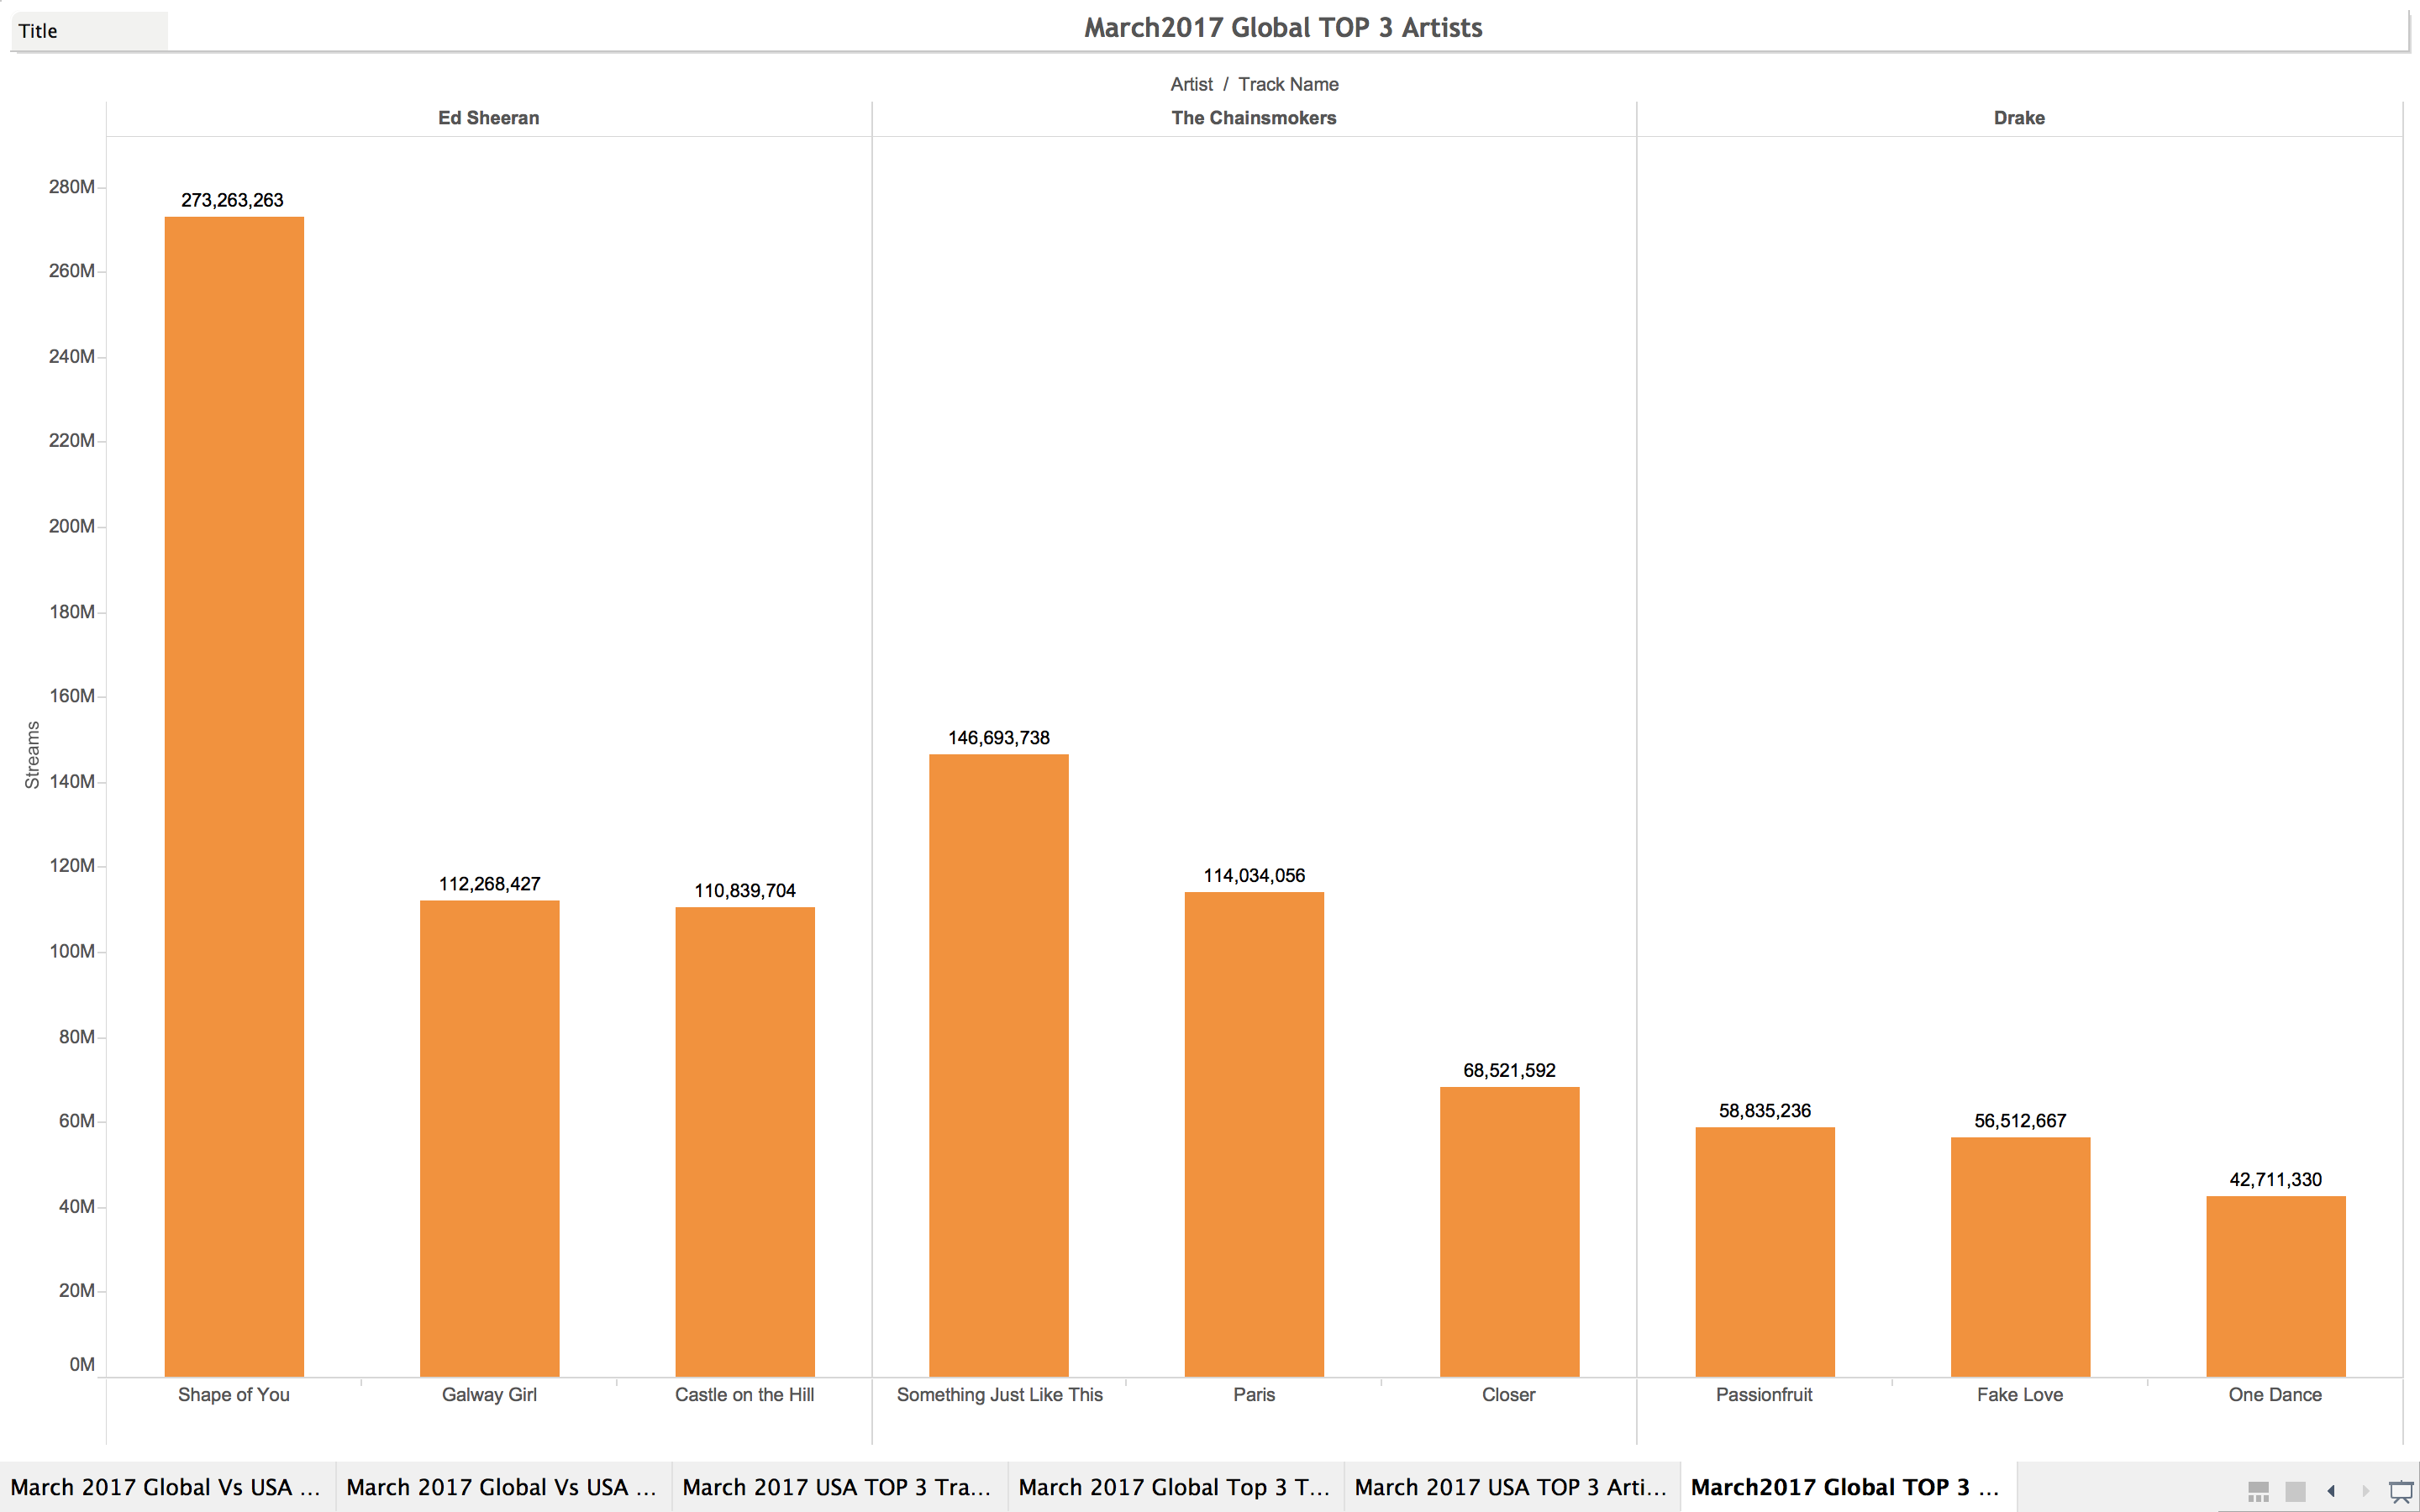 Title
March2017 Global TOP 3 Artists
Artist / Track Name
Ed Sheeran
The Chainsmokers
Drake
280M
260M
240M
220M
200M
180M
160M
140M
120M
100M
80M
60M
40M
20M
0M
Streams
273,263,263
112,268,427
110,839,704
146,693,738
114,034,056
68,521,592
58,835,236
56,512,667
42,711,330
Shape of You
Galway Girl
Castle on the Hill
Something Just Like This
Paris
Closer
Passionfruit
Fake Love
One Dance
March 2017 Global Vs USA ...
March 2017 Global Vs USA ...
March 2017 USA TOP 3 Tra...
March 2017 Global Top 3 T...
March 2017 USA TOP 3 Arti...
March2017 Global TOP 3 ...